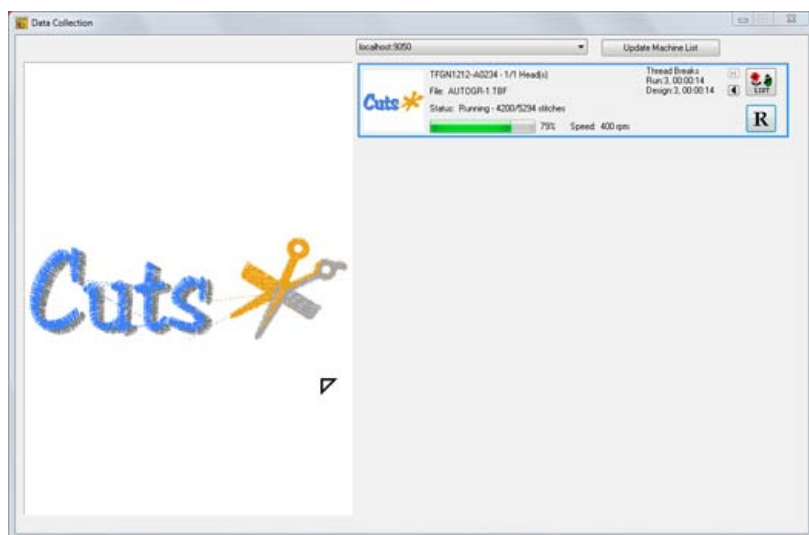 Data Collection
localhost:9050
Update Machine List
TFGN1212-A0234 - 1/1 Head(s)
File: AUTOGR-1.TBF
Status: Running - 4200/5294 stitches
79% Speed: 400 rpm
Thread Breaks
Run:3, 00:00:14
Design:3, 00:00:14
H
LIST
R
Cuts
Cuts